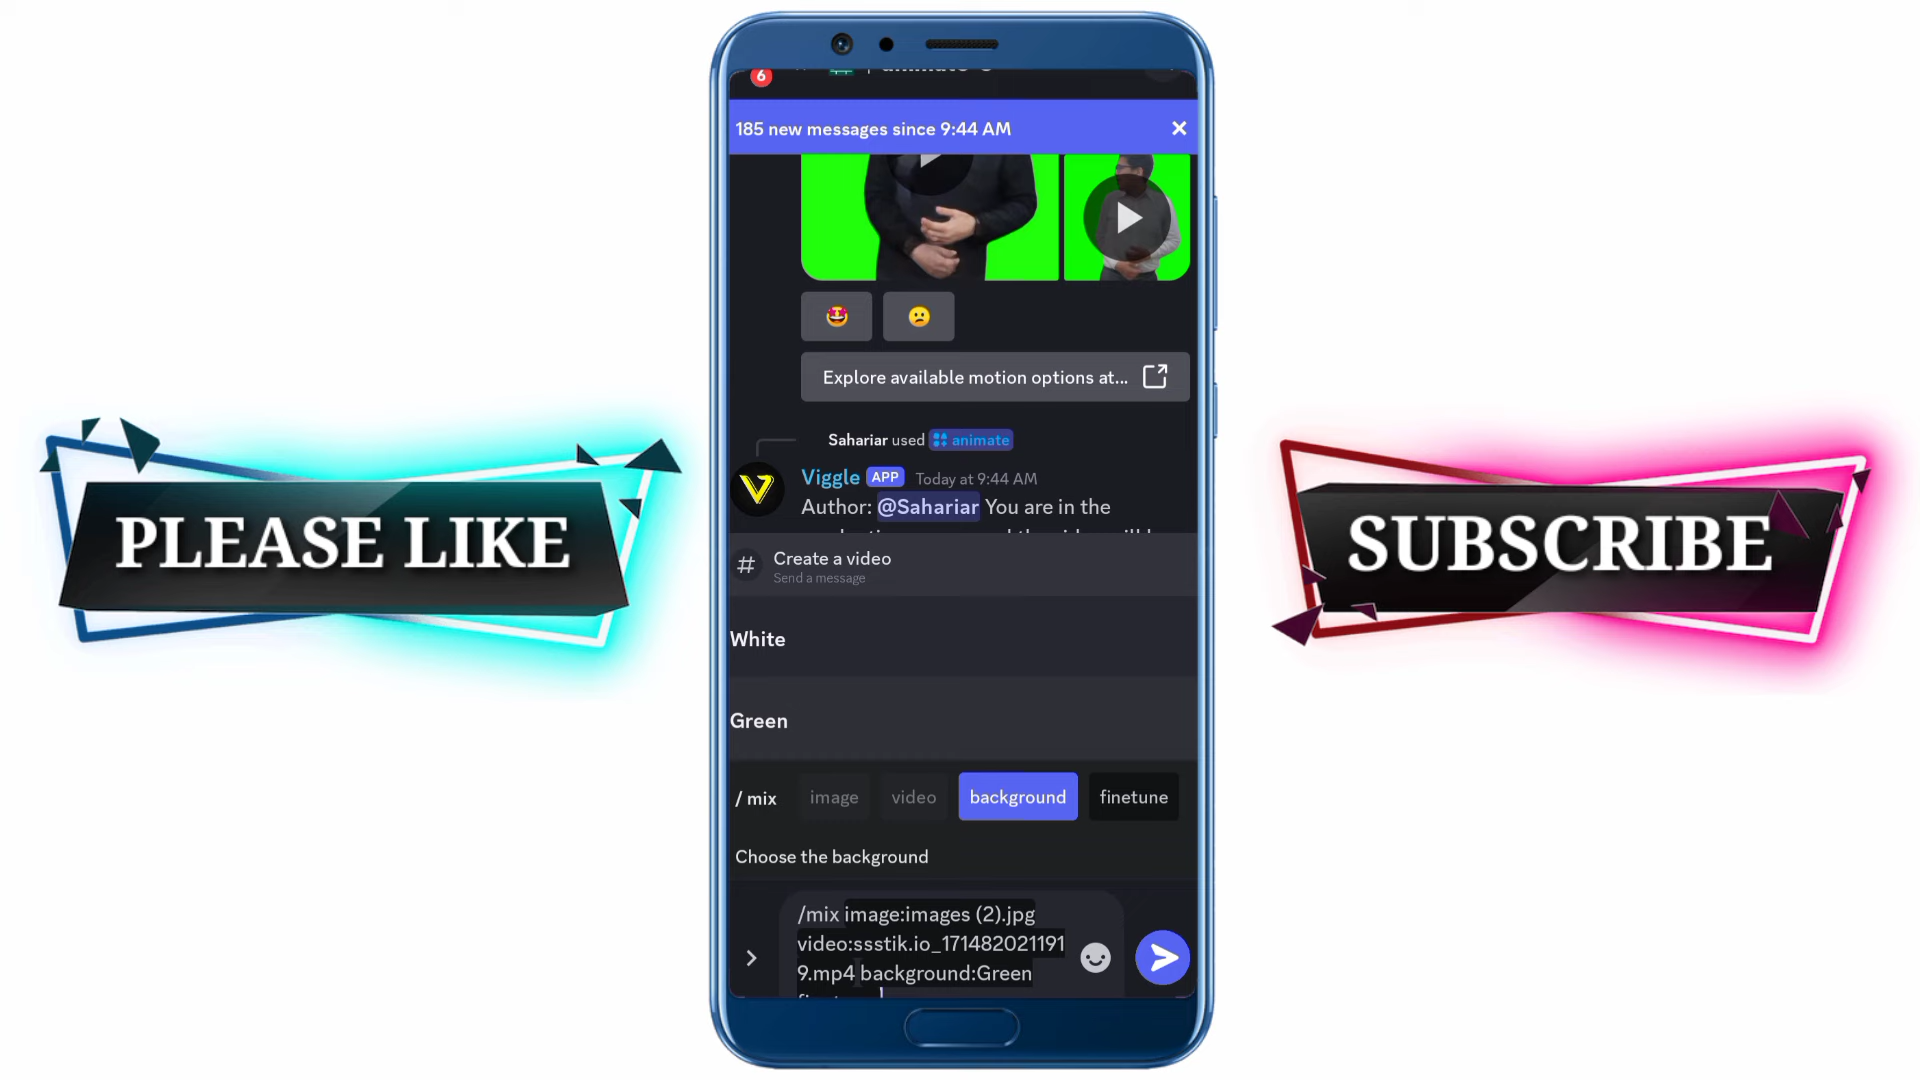 6
185 new messages since 9:44 AM
Explore available motion options at...
Sahariar used animate
Viggle APP Today at 9:44 AM
Author: @Sahariar You are in the
Create a video
Send a message
White
Green
/ mix image video background finetune
Choose the background
/mix image:images (2).jpg
video:ssstik.io_171482021191
9.mp4 background:Green
PLEASE LIKE
SUBSCRIBE